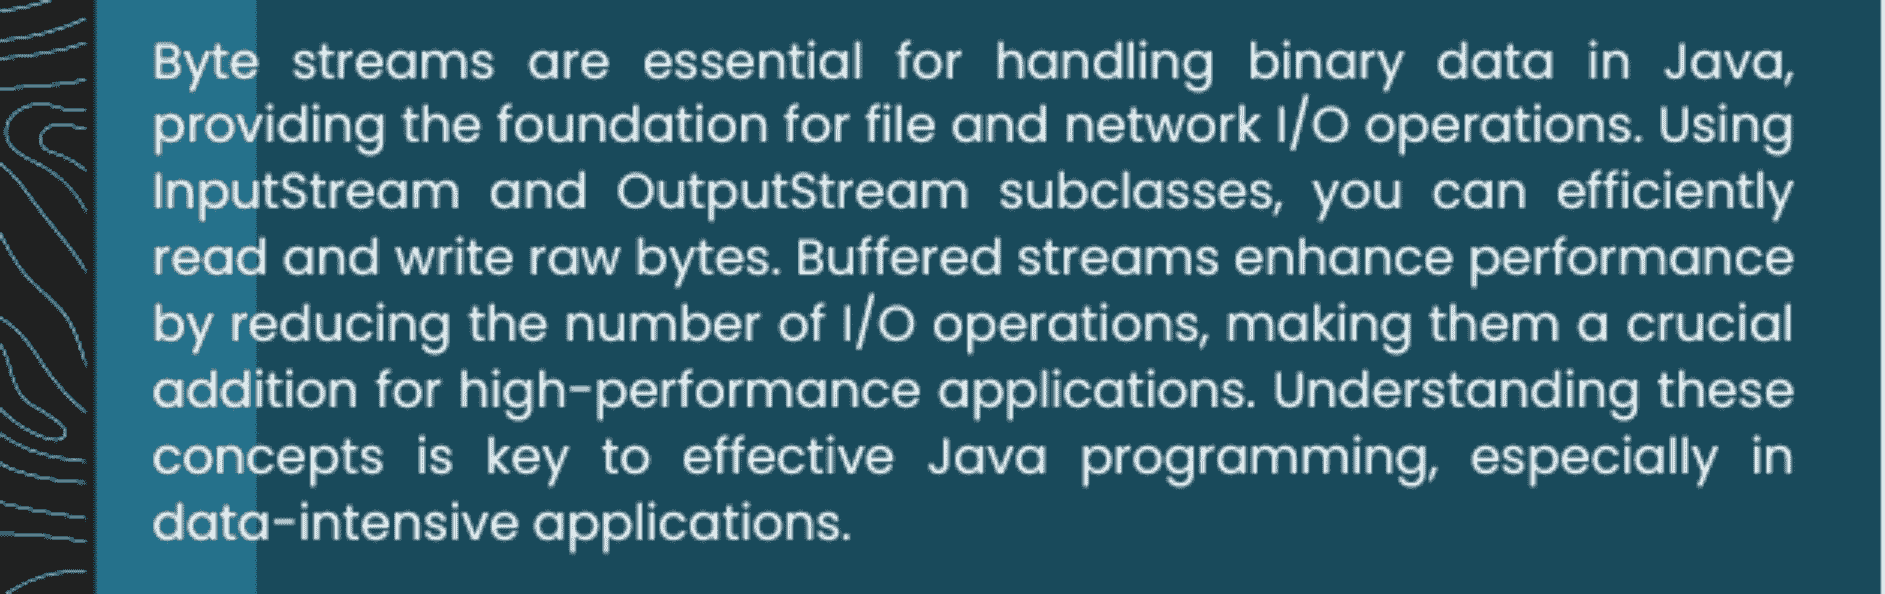 Byte streams are essential for handling binary data in Java,
providing the foundation for file and network I/O operations. Using
InputStream and OutputStream subclasses, you can efficiently
read and write raw bytes. Buffered streams enhance performance
by reducing the number of I/O operations, making them a crucial
addition for high-performance applications. Understanding these
concepts is key to effective Java programming, especially in
data-intensive applications.